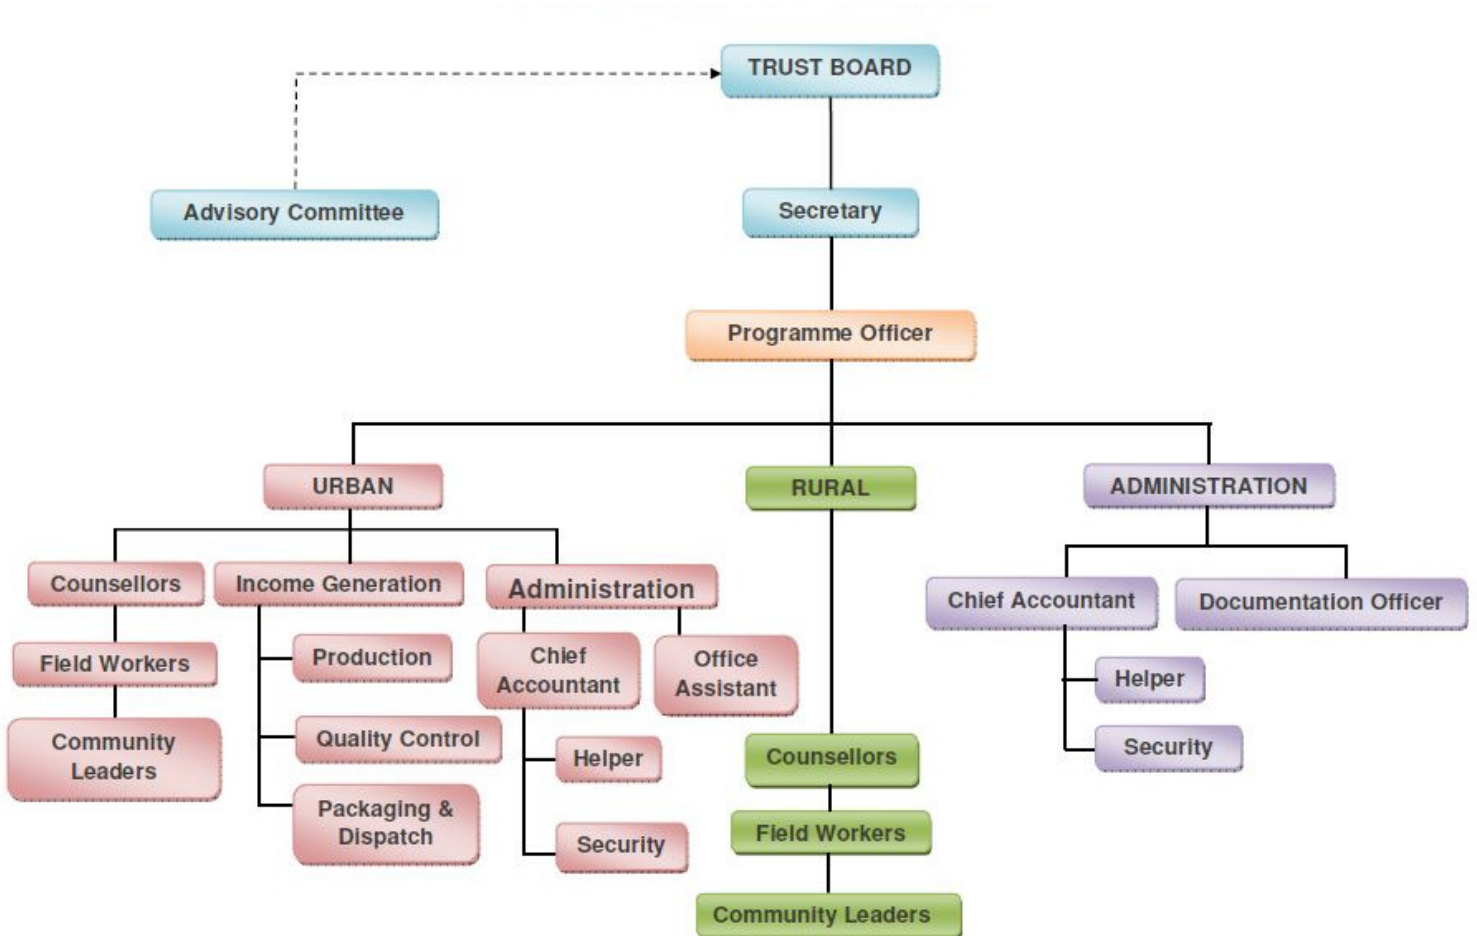 TRUST BOARD
Advisory Committee
Secretary
Programme Officer
URBAN
RURAL
ADMINISTRATION
Counsellors
Income Generation
Administration
Chief Accountant
Documentation Officer
Field Workers
Production
Chief
Accountant
Office
Assistant
Helper
Community
Leaders
Quality Control
Helper
Counsellors
Security
Packaging &
Dispatch
Security
Field Workers
Community Leaders